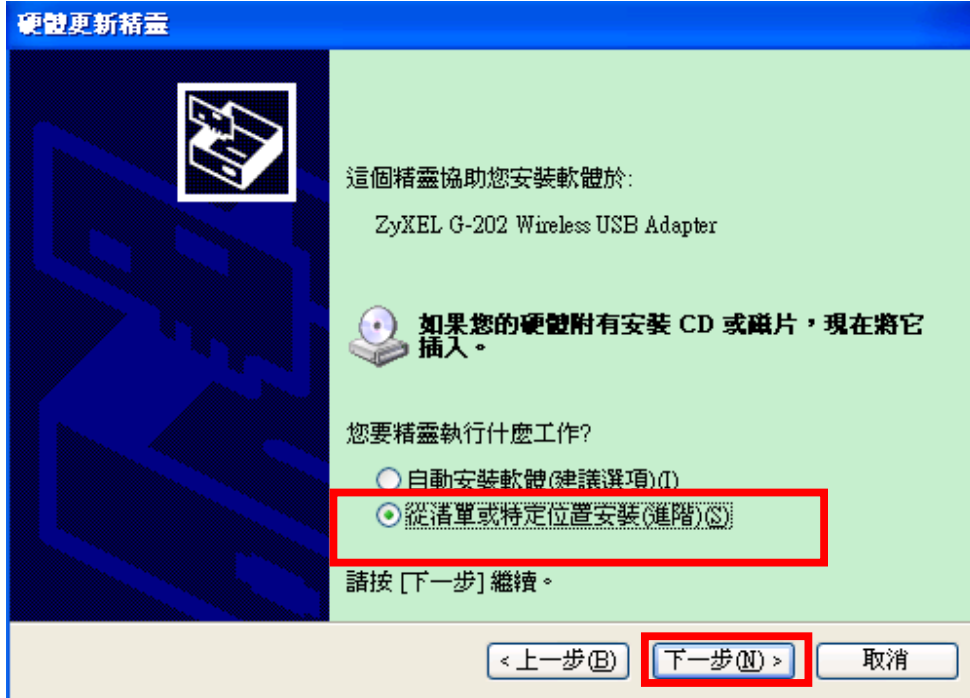 硬體更新精靈
這個精靈協助您安裝軟體於:
ZyXEL G-202 Wireless USB Adapter
如果您的硬體附有安裝 CD 或磁片，現在將它
插入。
您要精靈執行什麼工作?
自動安裝軟體(建議選項)(I)
從清單或特定位置安裝(進階)(S)
請按 [下一步] 繼續。
< 上一步(B) 下一步(N) > 取消